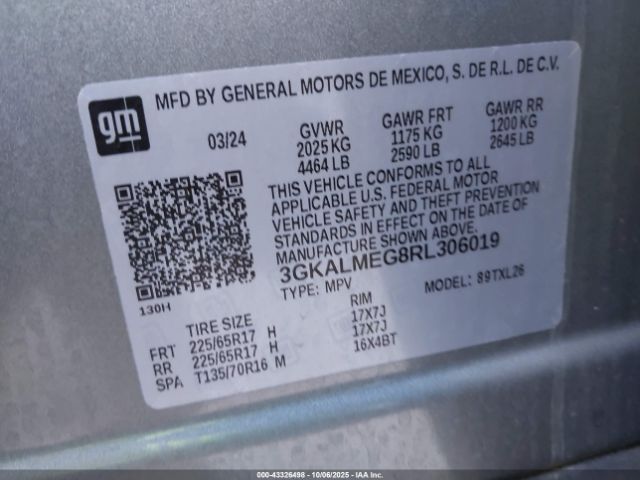 gm
MFD BY GENERAL MOTORS DE MEXICO, S. DE R.L. DE C.V.
03/24 GVWR GAWR FRT GAWR RR
2025 KG 1175 KG 1200 KG
4464 LB 2590 LB 2645 LB
THIS VEHICLE CONFORMS TO ALL
APPLICABLE U.S. FEDERAL MOTOR
VEHICLE SAFETY AND THEFT PREVENTION
STANDARDS IN EFFECT ON THE DATE OF
MANUFACTURE SHOWN ABOVE.
3GKALMEG8RL306019
TYPE: MPV MODEL: 89TXL26
130H
TIRE SIZE RIM
FRT 225/65R17 H 17X7J
RR 225/65R17 H 17X7J
SPA T135/70R16 M 16X4BT
000-43326498 - 10/06/2025 - IAA Inc.